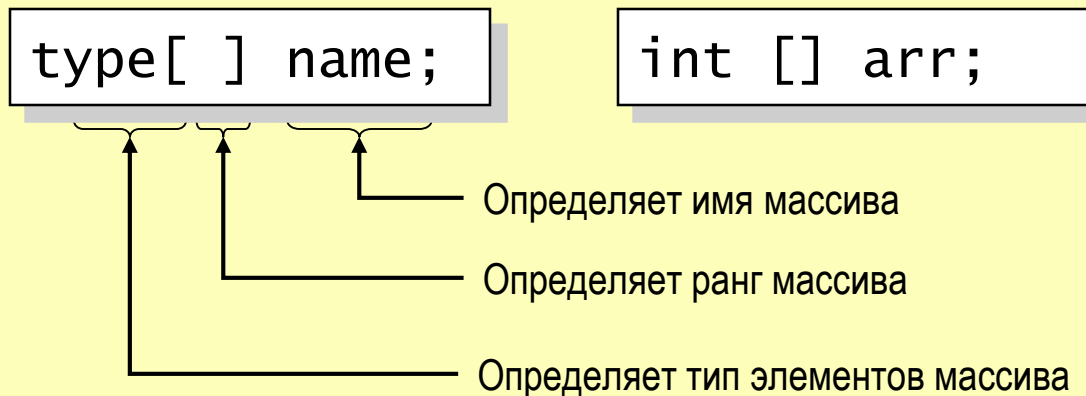 type[ ] name;
int [] arr;
Определяет имя массива
Определяет ранг массива
Определяет тип элементов массива